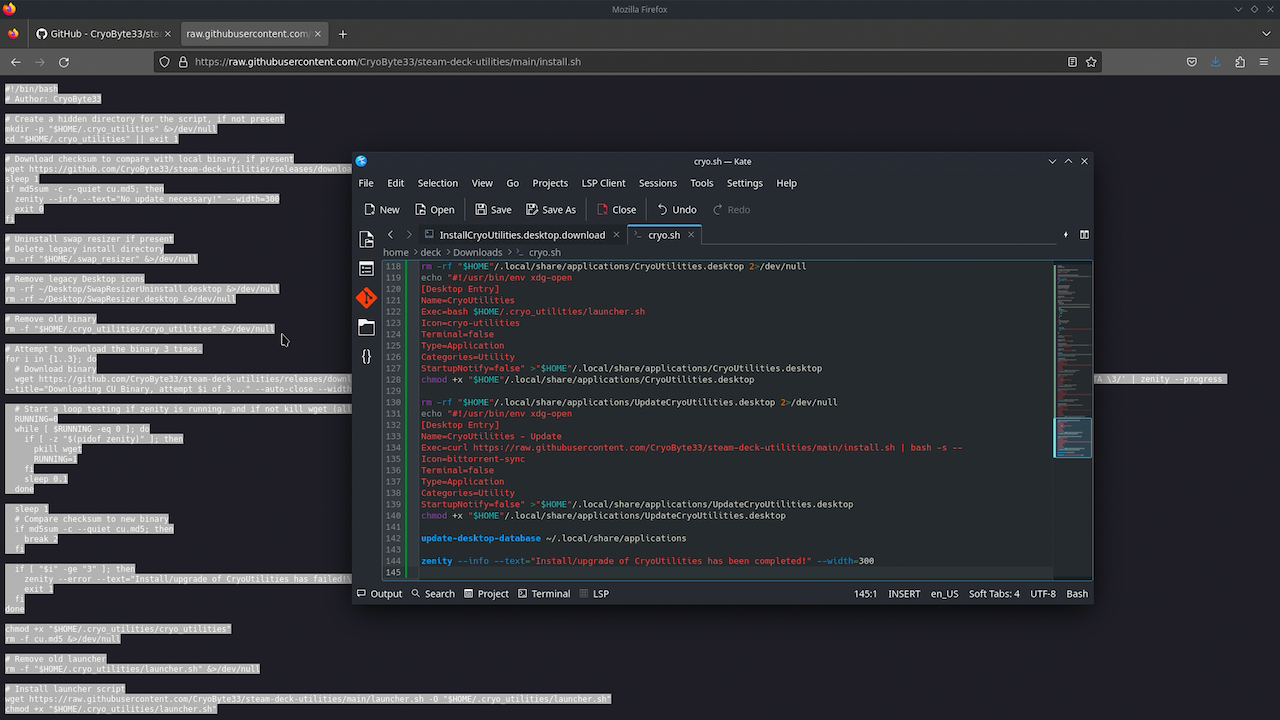 Mozilla Firefox
GitHub - CryoByte33/ste
raw.githubusercontent.com/
https://raw.githubusercontent.com/CryoByte33/steam-deck-utilities/main/install.sh
#!/bin/bash
# Author: CryoByte33
# Create a hidden directory for the script, if not present
mkdir -p "$HOME/.cryo_utilities" &>/dev/null
cd "$HOME/.cryo_utilities" || exit 1
# Download checksum to compare with local binary, if present
wget https://github.com/CryoByte33/steam-deck-utilities/releases/downloa
sleep 1
if md5sum -c --quiet cu.md5; then
zenity --info --text="No update necessary!" --width=300
exit 0
fi
# Uninstall swap resizer if present
# Delete legacy install directory
rm -rf "$HOME/.swap_resizer" &>/dev/null
# Remove legacy Desktop icons
rm -rf ~/Desktop/SwapResizerUninstall.desktop &>/dev/null
rm -rf ~/Desktop/SwapResizer.desktop &>/dev/null
# Remove old binary
rm -f "$HOME/.cryo_utilities/cryo_utilities" &>/dev/null
# Attempt to download the binary 3 times.
for i in {1..3}; do
# Download binary
wget https://github.com/CryoByte33/steam-deck-utilities/releases/downl
\3/' | zenity --progress
--title="Downloading CU Binary, attempt $i of 3..." --auto-close --width
# Start a loop testing if zenity is running, and if not kill wget (all
RUNNING=0
while [ $RUNNING -eq 0 ]; do
if [ -z "$(pidof zenity)" ]; then
pkill wget
RUNNING=1
fi
sleep 0.1
done
sleep 1
# Compare checksum to new binary
if md5sum -c --quiet cu.md5; then
break 2
fi
if [ "$i" -ge "3" ]; then
zenity --error --text="Install/upgrade of CryoUtilities has failed!\
exit 1
fi
done
chmod +x "$HOME/.cryo_utilities/cryo_utilities"
rm -f cu.md5 &>/dev/null
# Remove old launcher
rm -f "$HOME/.cryo_utilities/launcher.sh" &>/dev/null
# Install launcher script
wget https://raw.githubusercontent.com/CryoByte33/steam-deck-utilities/main/launcher.sh -O "$HOME/.cryo_utilities/launcher.sh"
chmod +x "$HOME/.cryo_utilities/launcher.sh"
cryo.sh — Kate
File Edit Selection View Go Projects LSP Client Sessions Tools Settings Help
New Open Save Save As Close Undo Redo
InstallCryoUtilities.desktop.download cryo.sh
home > deck > Downloads > cryo.sh
118 rm -rf "$HOME"/.local/share/applications/CryoUtilities.desktop 2>/dev/null
119 echo "#!/usr/bin/env xdg-open
120 [Desktop Entry]
121 Name=CryoUtilities
122 Exec=bash $HOME/.cryo_utilities/launcher.sh
123 Icon=cryo-utilities
124 Terminal=false
125 Type=Application
126 Categories=Utility
127 StartupNotify=false" >"$HOME"/.local/share/applications/CryoUtilities.desktop
128 chmod +x "$HOME"/.local/share/applications/CryoUtilities.desktop
129
130 rm -rf "$HOME"/.local/share/applications/UpdateCryoUtilities.desktop 2>/dev/null
131 echo "#!/usr/bin/env xdg-open
132 [Desktop Entry]
133 Name=CryoUtilities - Update
134 Exec=curl https://raw.githubusercontent.com/CryoByte33/steam-deck-utilities/main/install.sh | bash -s --
135 Icon=bittorrent-sync
136 Terminal=false
137 Type=Application
138 Categories=Utility
139 StartupNotify=false" >"$HOME"/.local/share/applications/UpdateCryoUtilities.desktop
140 chmod +x "$HOME"/.local/share/applications/UpdateCryoUtilities.desktop
141
142 update-desktop-database ~/.local/share/applications
143
144 zenity --info --text="Install/upgrade of CryoUtilities has been completed!" --width=300
145
Output Search Project Terminal LSP 145:1 INSERT en_US Soft Tabs: 4 UTF-8 Bash